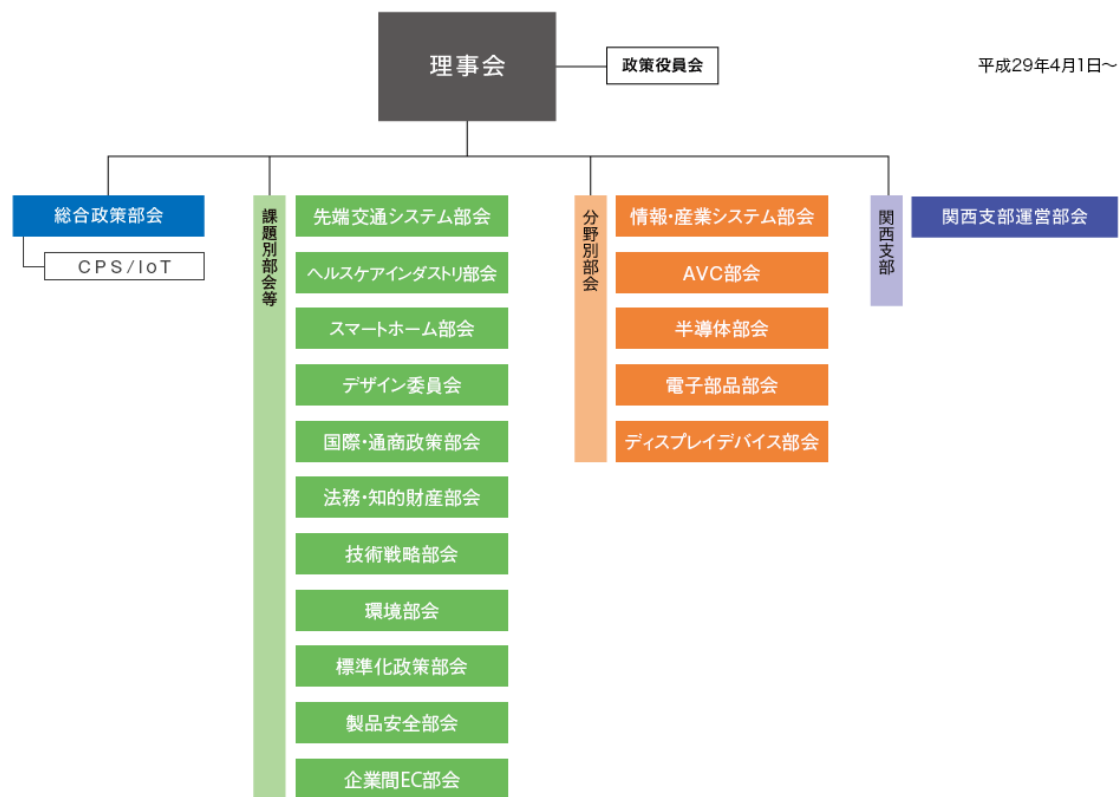 理事会
政策役員会
平成29年4月1日～
総合政策部会
CPS/IoT
課題別部会等
先端交通システム部会
ヘルスケアインダストリ部会
スマートホーム部会
デザイン委員会
国際・通商政策部会
法務・知的財産部会
技術戦略部会
環境部会
標準化政策部会
製品安全部会
企業間EC部会
分野別部会
情報・産業システム部会
AVC部会
半導体部会
電子部品部会
ディスプレイデバイス部会
関西支部
関西支部運営部会